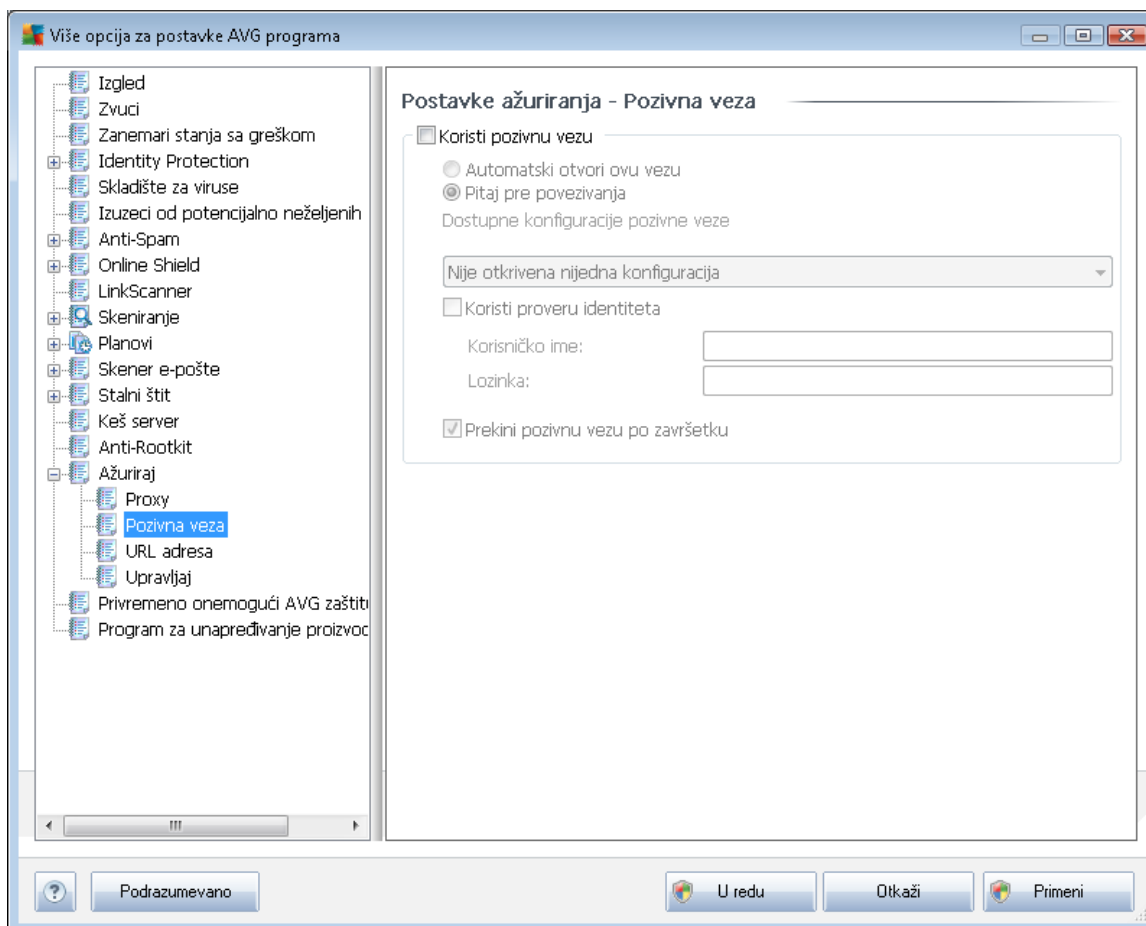 Više opcija za postavke AVG programa
Izgled
Zvuci
Zanemari stanja sa greškom
Identity Protection
Skladište za viruse
Izuzeci od potencijalno neželjenih
Anti-Spam
Online Shield
LinkScanner
Skeniranje
Planovi
Skener e-pošte
Stalni štit
Keš server
Anti-Rootkit
Ažuriraj
Proxy
Pozivna veza
URL adresa
Upravljaj
Privremeno onemogući AVG zaštitu
Program za unapređivanje proizvod
Postavke ažuriranja - Pozivna veza
Koristi pozivnu vezu
Automatski otvori ovu vezu
Pitaj pre povezivanja
Dostupne konfiguracije pozivne veze
Nije otkrivena nijedna konfiguracija
Koristi proveru identiteta
Korisničko ime:
Lozinka:
Prekini pozivnu vezu po završetku
?
Podrazumevano
U redu
Otkaži
Primeni